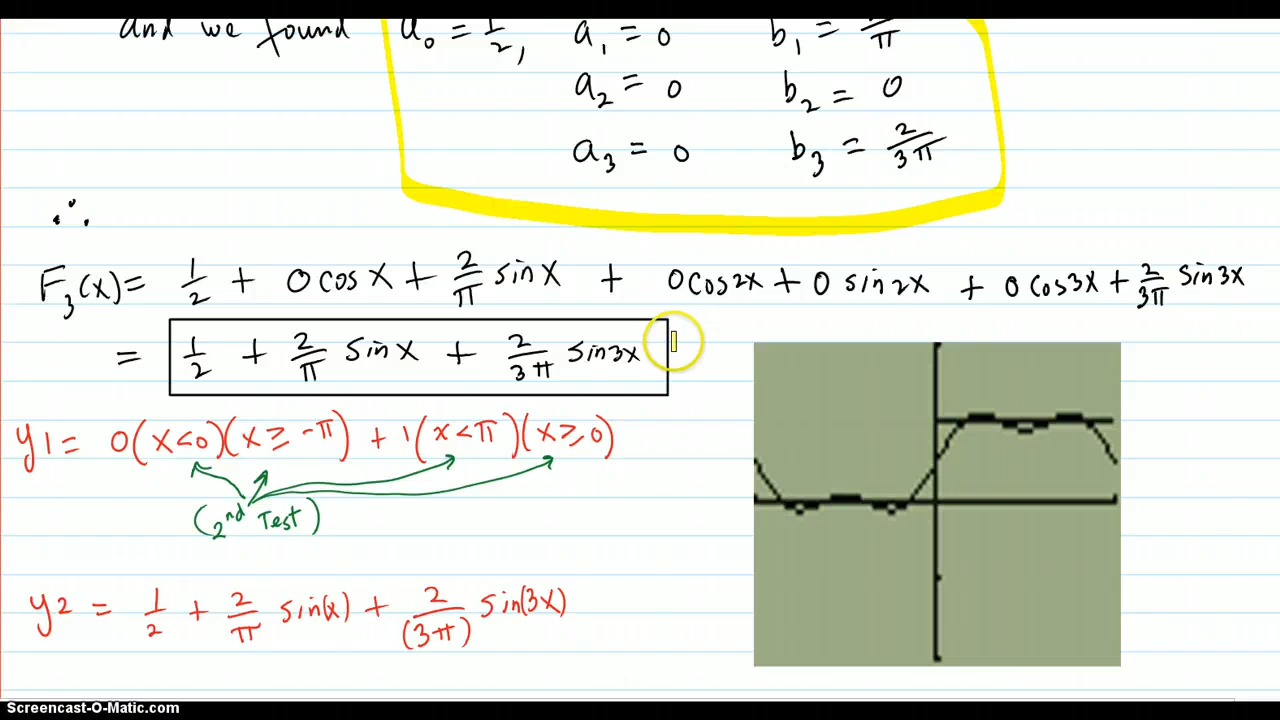 and we found a₀ = 1/2, a₁ = 0 b₁ = 2/π
a₂ = 0 b₂ = 0
a₃ = 0 b₃ = 2/3π
∴
F₃(x) = 1/2 + 0 cos x + 2/π sin x + 0 cos 2x + 0 sin 2x + 0 cos 3x + 2/3π sin 3x
= 1/2 + 2/π sin x + 2/3π sin 3x
y1 = 0(x<0)(x≥-π) + 1(x<π)(x≥0)
(2nd Test)
y2 = 1/2 + 2/π sin(x) + 2/(3π) sin(3x)
Screencast-O-Matic.com